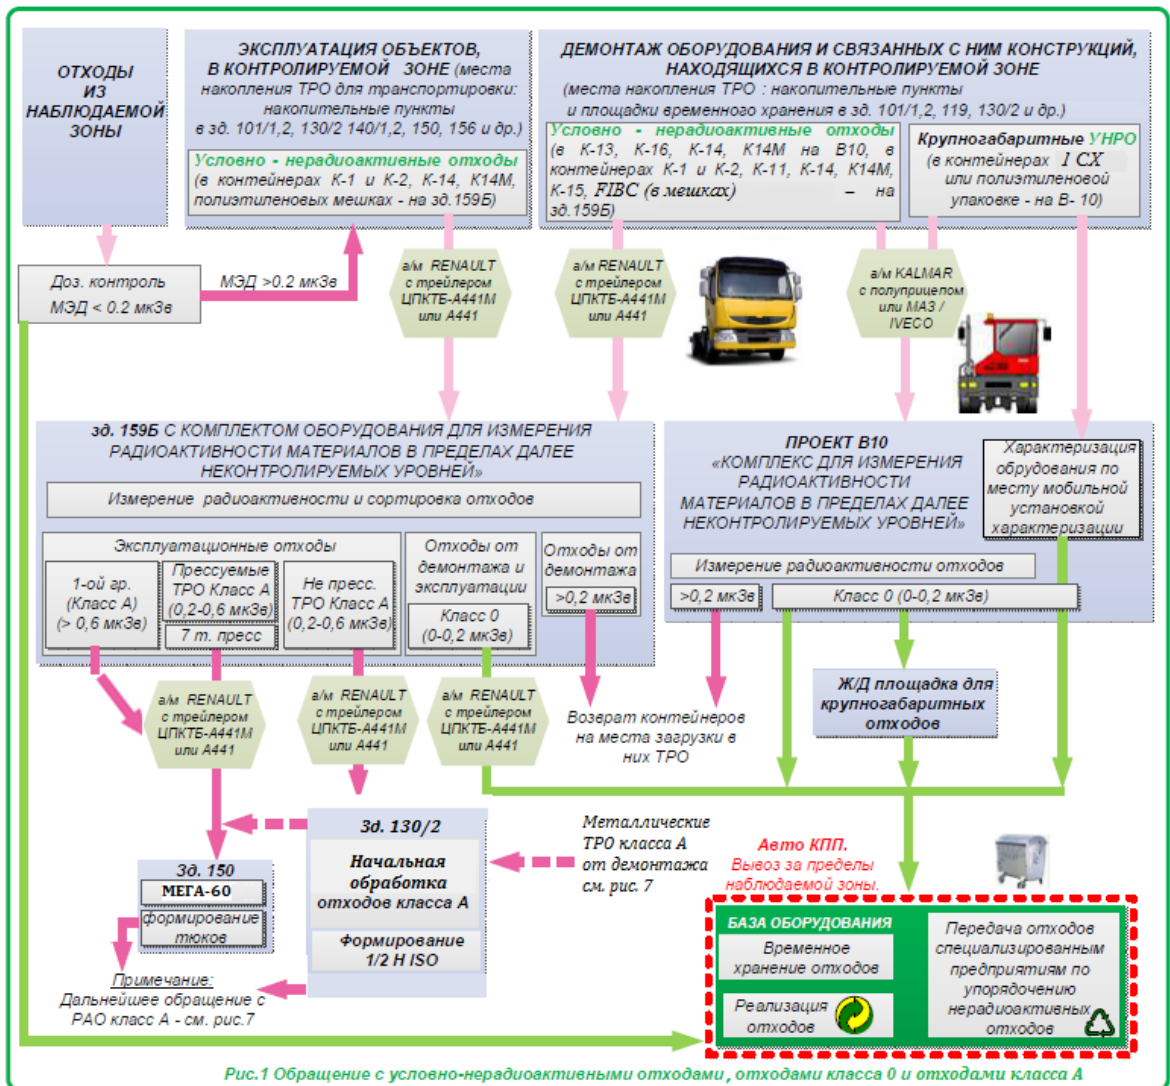 ОТХОДЫ
ИЗ
НАБЛЮДАЕМОЙ
ЗОНЫ
ЭКСПЛУАТАЦИЯ ОБЪЕКТОВ,
В КОНТРОЛИРУЕМОЙ ЗОНЕ (места
накопления ТРО для транспортировки:
накопительные пункты
в зд. 101/1,2, 130/2 140/1,2, 150, 156 и др.)
Условно - нерадиоактивные отходы
(в контейнерах К-1 и К-2, К-14, К14М,
полиэтиленовых мешках - на зд.159Б)
ДЕМОНТАЖ ОБОРУДОВАНИЯ И СВЯЗАННЫХ С НИМ КОНСТРУКЦИЙ,
НАХОДЯЩИХСЯ В КОНТРОЛИРУЕМОЙ ЗОНЕ
(места накопления ТРО : накопительные пункты
и площадки временного хранения в зд. 101/1,2, 119, 130/2 и др.)
Условно - нерадиоактивные отходы
(в К-13, К-16, К-14, К14М на В10, в
контейнерах К-1 и К-2, К-11, К-14, К14М,
К-15, FIBC (в мешках) – на
зд.159Б)
Крупногабаритные УНРО
(в контейнерах 1 CX
или полиэтиленовой
упаковке - на В- 10)
Доз. контроль
МЭД < 0.2 мкЗв
МЭД >0.2 мкЗв
а/м RENAULT
с трейлером
ЦПКТБ-А441М
или А441
а/м RENAULT
с трейлером
ЦПКТБ-А441М
или А441
а/м KALMAR
с полуприцепом
или МАЗ /
IVECO
зд. 159Б С КОМПЛЕКТОМ ОБОРУДОВАНИЯ ДЛЯ ИЗМЕРЕНИЯ
РАДИОАКТИВНОСТИ МАТЕРИАЛОВ В ПРЕДЕЛАХ ДАЛЕЕ
НЕКОНТРОЛИРУЕМЫХ УРОВНЕЙ»
Измерение радиоактивности и сортировка отходов
Эксплуатационные отходы
1-ой гр.
(Класс А)
(> 0,6 мкЗв)
Прессуемые
ТРО Класс А
(0,2-0,6 мкЗв)
7 т. пресс
Не пресс.
ТРО Класс А
(0,2-0,6 мкЗв)
Отходы от
демонтажа и
эксплуатации
Класс 0
(0-0,2 мкЗв)
Отходы от
демонтажа
>0,2 мкЗв
ПРОЕКТ В10
«КОМПЛЕКС ДЛЯ ИЗМЕРЕНИЯ
РАДИОАКТИВНОСТИ
МАТЕРИАЛОВ В ПРЕДЕЛАХ ДАЛЕЕ
НЕКОНТРОЛИРУЕМЫХ УРОВНЕЙ»
Характеризация
обрудования по
месту мобильной
установкой
характеризации
Измерение радиоактивности отходов
>0,2 мкЗв
Класс 0 (0-0,2 мкЗв)
а/м RENAULT
с трейлером
ЦПКТБ-А441М
или А441
а/м RENAULT
с трейлером
ЦПКТБ-А441М
или А441
а/м RENAULT
с трейлером
ЦПКТБ-А441М
или А441
Возврат контейнеров
на места загрузки в
них ТРО
Ж/Д площадка для
крупногабаритных
отходов
Зд. 130/2
Начальная
обработка
отходов класса А
Формирование
1/2 H ISO
Металлические
ТРО класса А
от демонтажа
см. рис. 7
Зд. 150
МЕГА-60
формирование
тюков
Примечание:
Дальнейшее обращение с
РАО класс А - см. рис.7
Авто КПП.
Вывоз за пределы
наблюдаемой зоны.
БАЗА ОБОРУДОВАНИЯ
Временное
хранение отходов
Реализация
отходов
Передача отходов
специализированным
предприятиям по
упорядочению
нерадиоактивных
отходов
Рис.1 Обращение с условно-нерадиоактивными отходами , отходами класса 0 и отходами класса А